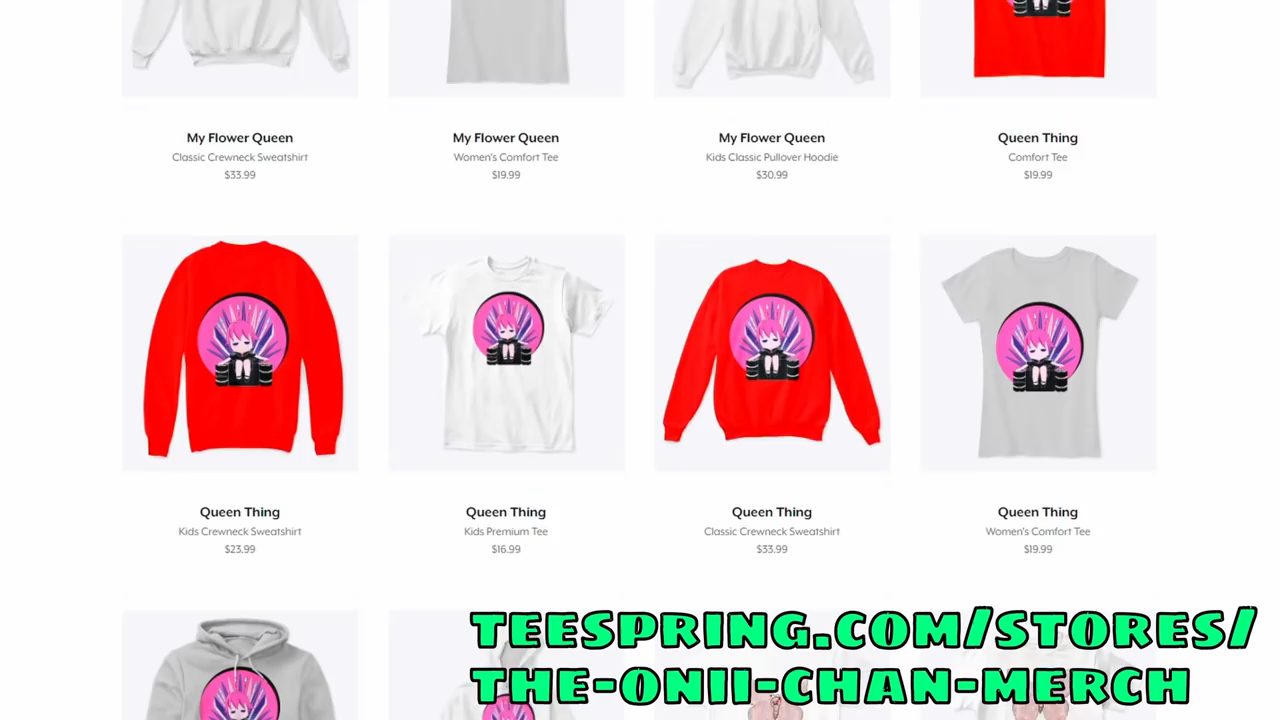 My Flower Queen
Classic Crewneck Sweatshirt
$33.99
My Flower Queen
Women's Comfort Tee
$19.99
My Flower Queen
Kids Classic Pullover Hoodie
$30.99
Queen Thing
Comfort Tee
$19.99
Queen Thing
Kids Crewneck Sweatshirt
$23.99
Queen Thing
Kids Premium Tee
$16.99
Queen Thing
Classic Crewneck Sweatshirt
$33.99
Queen Thing
Women's Comfort Tee
$19.99
TEESPRING.COM/STORES/
THE-ONII-CHAN-MERCH